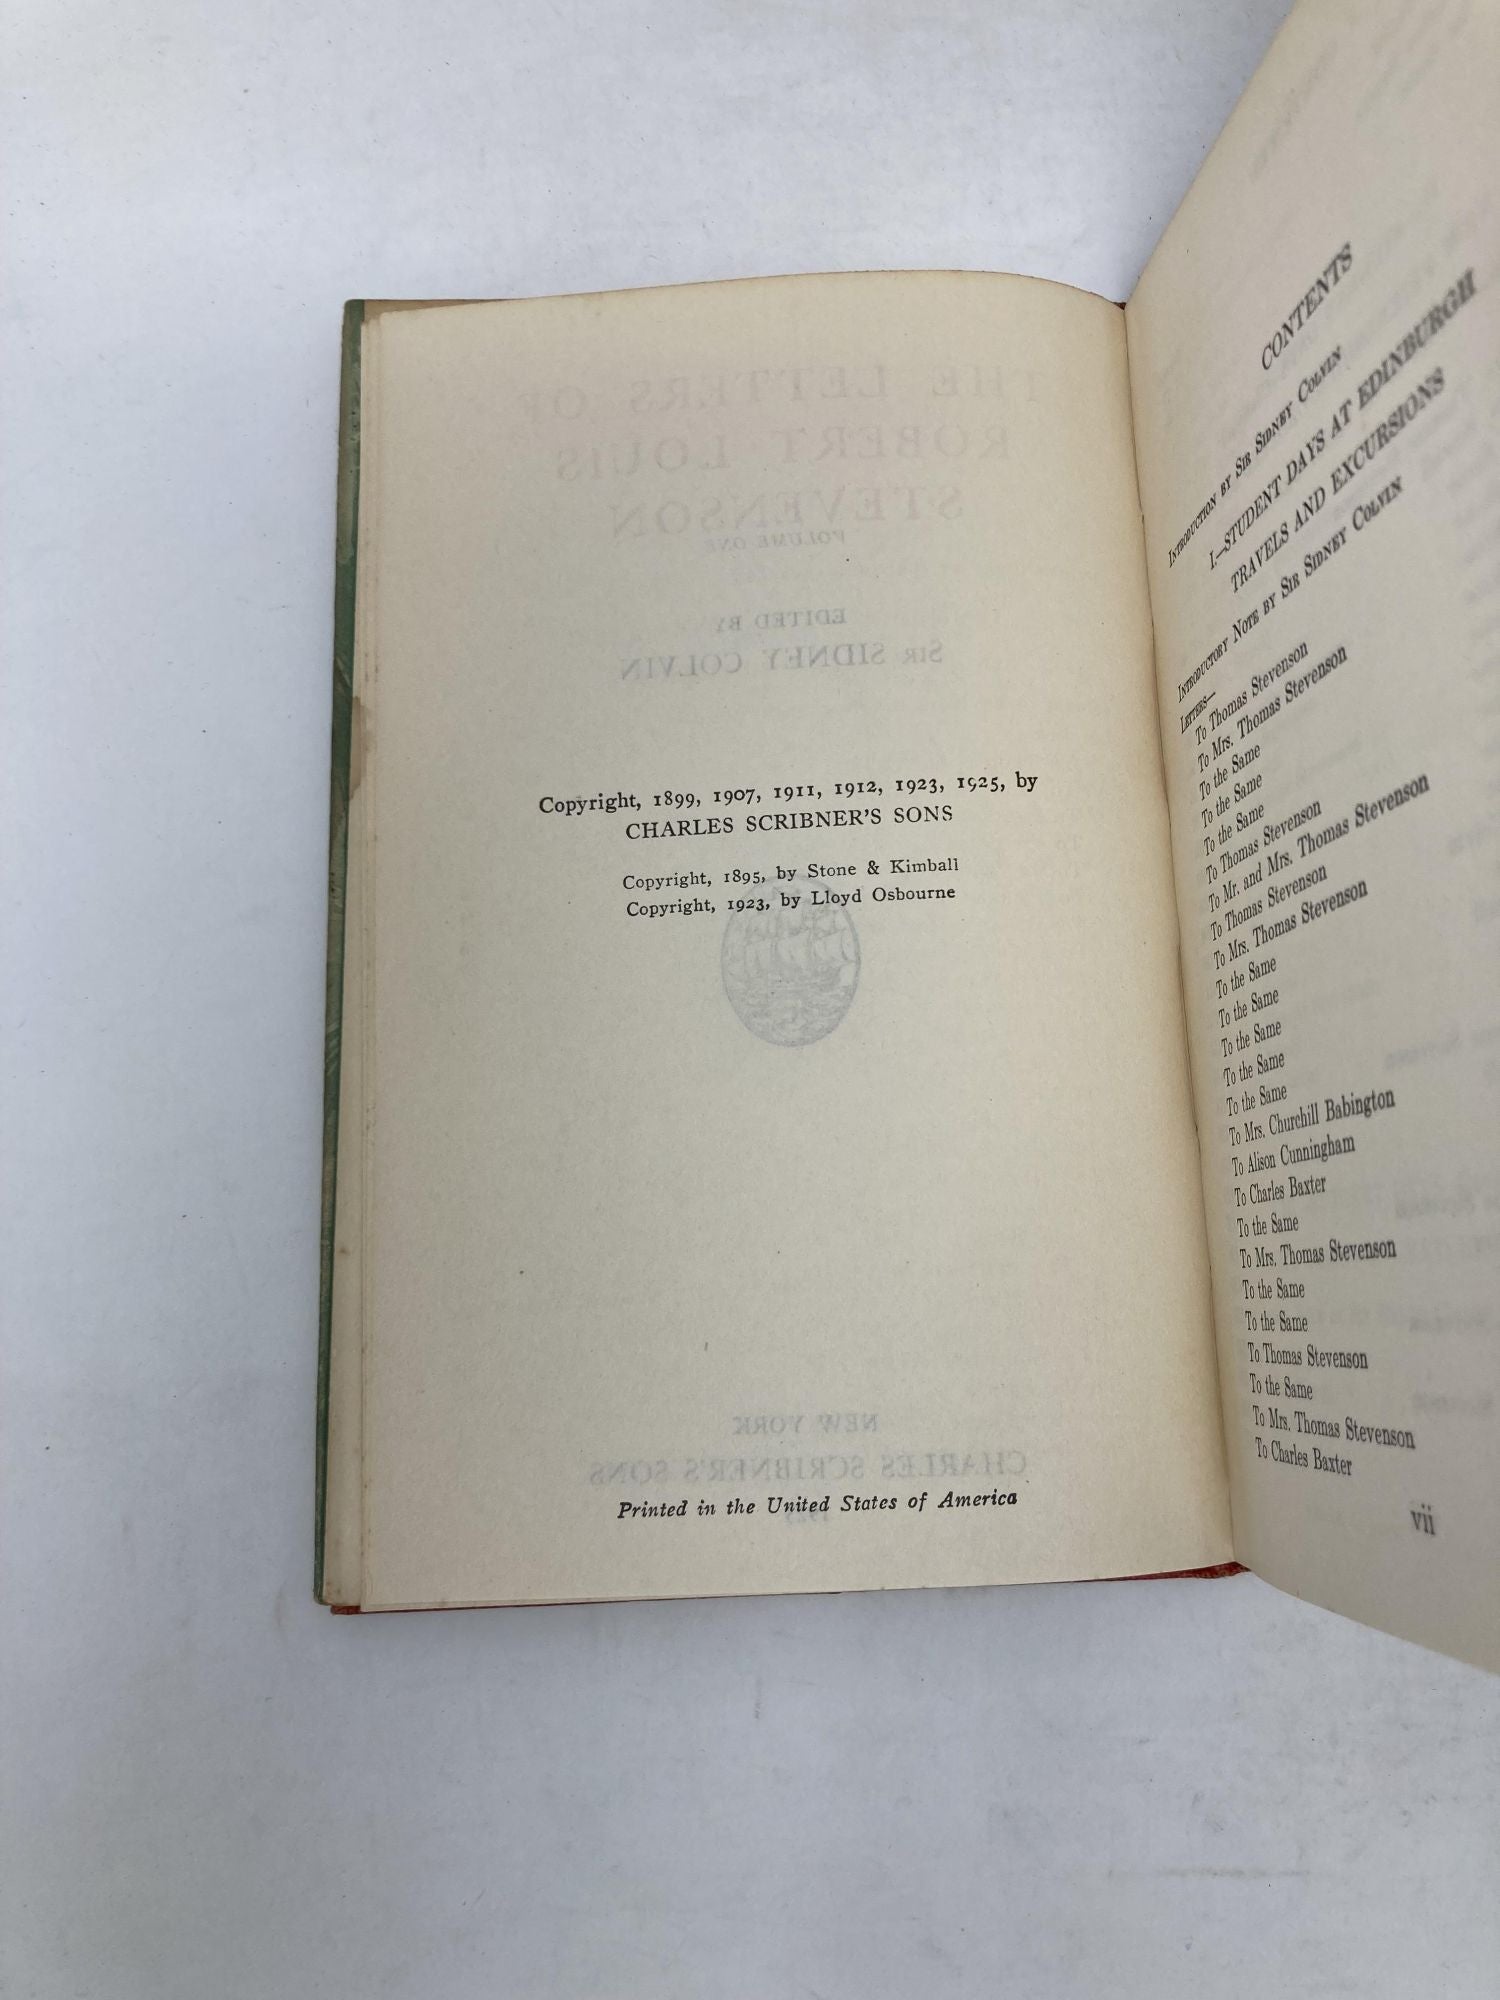 Copyright, 1899, 1907, 1911, 1912, 1923, 1925, by
CHARLES SCRIBNER'S SONS
Copyright, 1895, by Stone & Kimball
Copyright, 1923, by Lloyd Osbourne
Printed in the United States of America
THE LETTERS OF
ROBERT LOUIS
STEVENSON
VOLUME ONE
EDITED BY
SIR SIDNEY COLVIN
NEW YORK
CHARLES SCRIBNER'S SONS
CONTENTS
INTRODUCTION BY SIR SIDNEY COLVIN
I.—STUDENT DAYS AT EDINBURGH
TRAVELS AND EXCURSIONS
INTRODUCTORY NOTE BY SIR SIDNEY COLVIN
LETTERS—
To Thomas Stevenson
To Mrs. Thomas Stevenson
To the Same
To the Same
To the Same
To Thomas Stevenson
To Mr. and Mrs. Thomas Stevenson
To Thomas Stevenson
To Mrs. Thomas Stevenson
To the Same
To the Same
To the Same
To the Same
To the Same
To Mrs. Churchill Babington
To Alison Cunningham
To Charles Baxter
To the Same
To Mrs. Thomas Stevenson
To the Same
To the Same
To Thomas Stevenson
To the Same
To Mrs. Thomas Stevenson
To Charles Baxter
vii